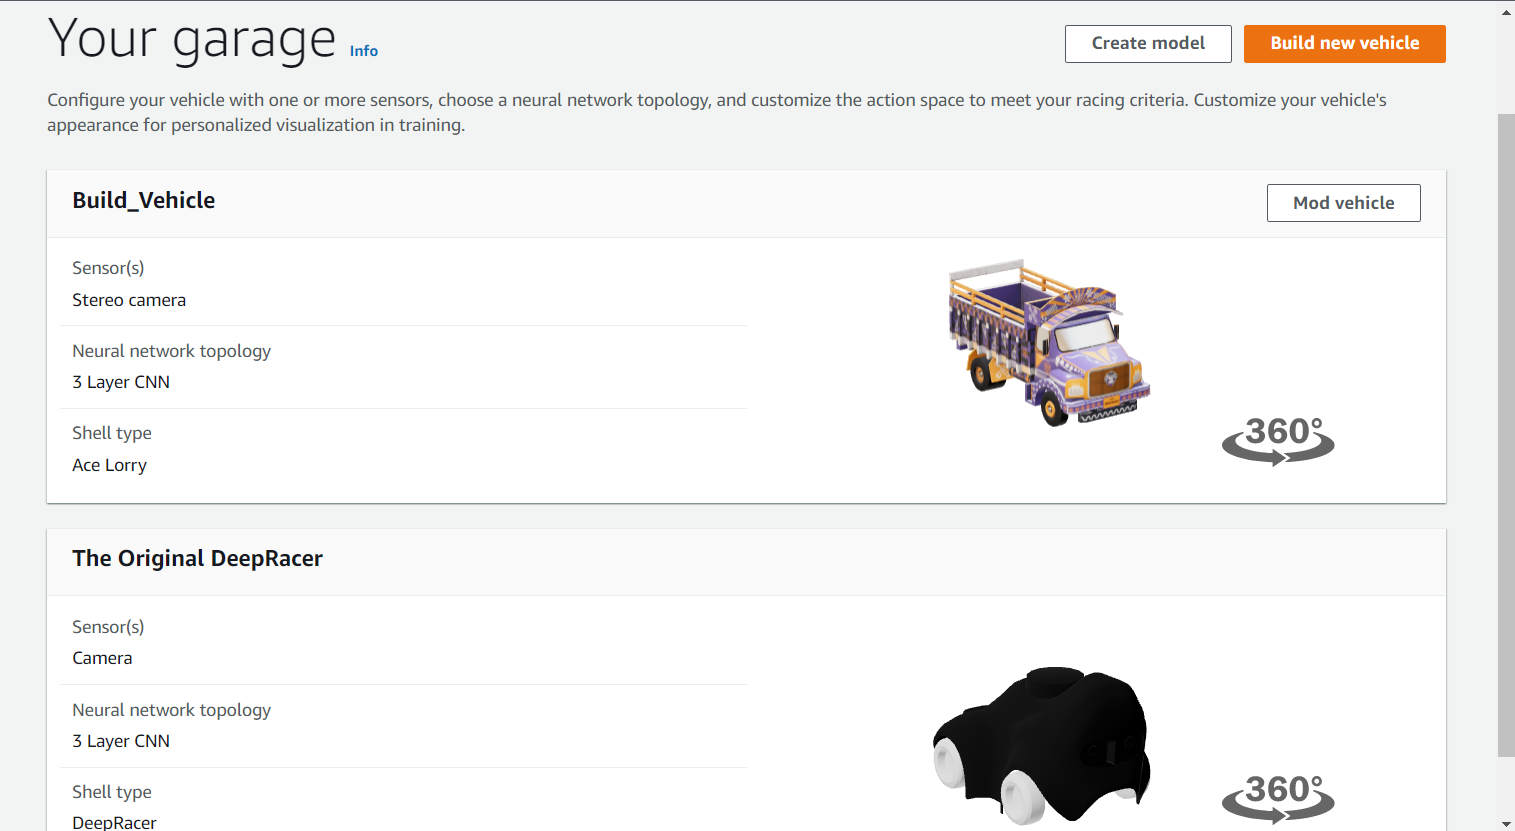 Your garage Info
Create model
Build new vehicle
Configure your vehicle with one or more sensors, choose a neural network topology, and customize the action space to meet your racing criteria. Customize your vehicle's
appearance for personalized visualization in training.
Build_Vehicle
Mod vehicle
Sensor(s)
Stereo camera
Neural network topology
3 Layer CNN
Shell type
Ace Lorry
360°
The Original DeepRacer
Sensor(s)
Camera
Neural network topology
3 Layer CNN
Shell type
DeepRacer
360°